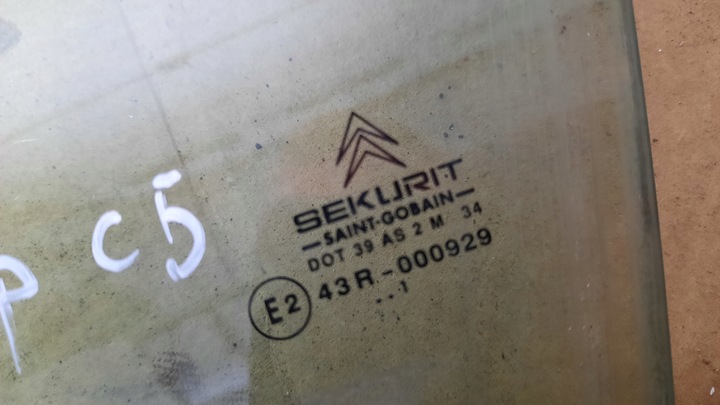 SEKURIT
SAINT-GOBAIN
DOT 39 AS 2 M 34
E2 43R-000929
..1
P C5